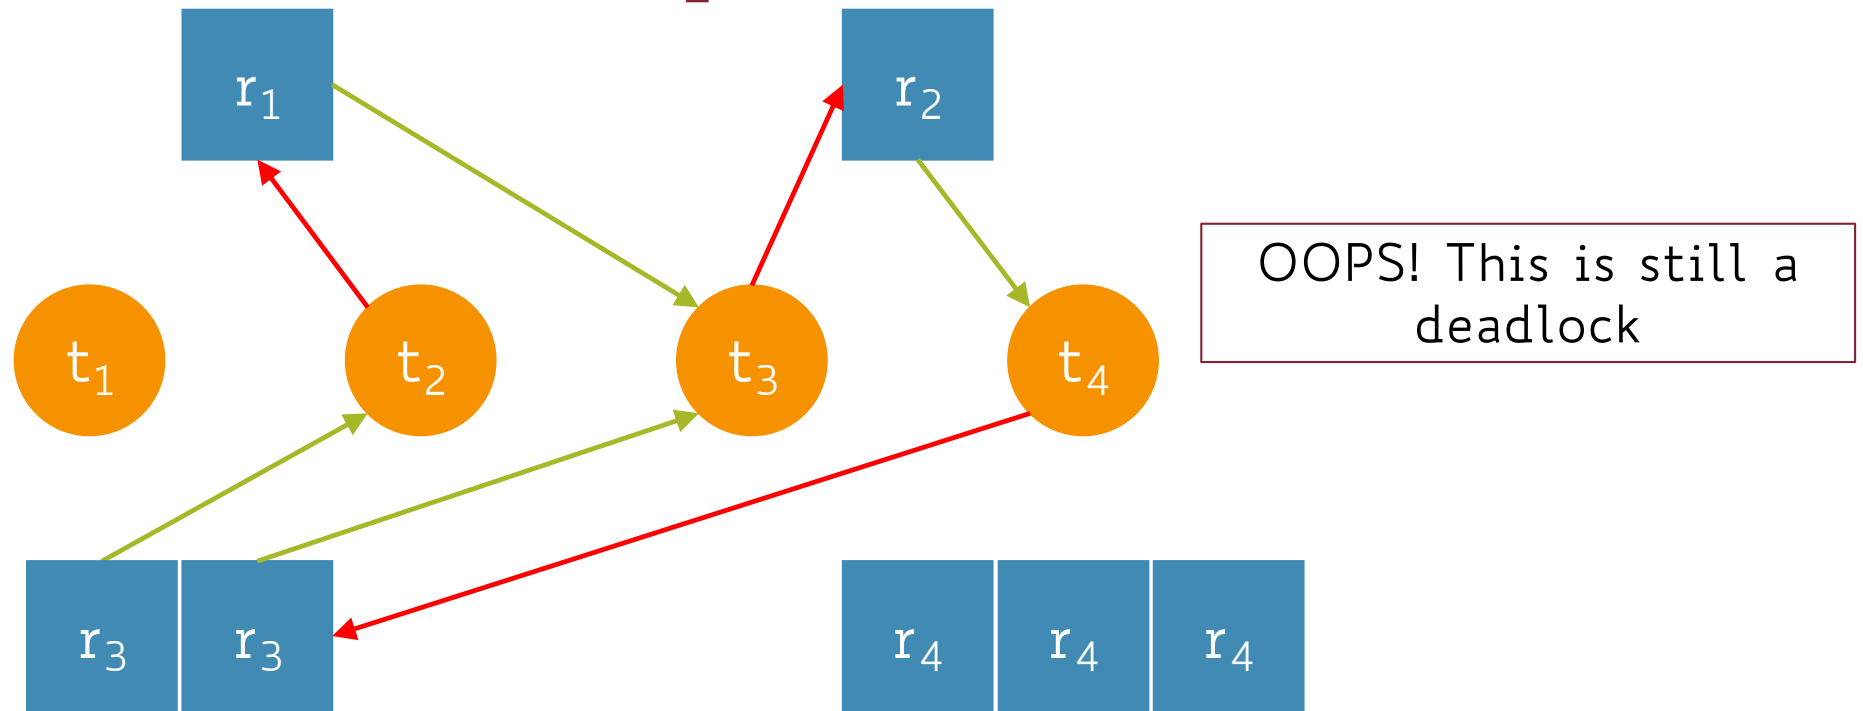 r₁
r₂
OOPS! This is still a
deadlock
t₁
t₂
t₃
t₄
r₃
r₃
r₄
r₄
r₄